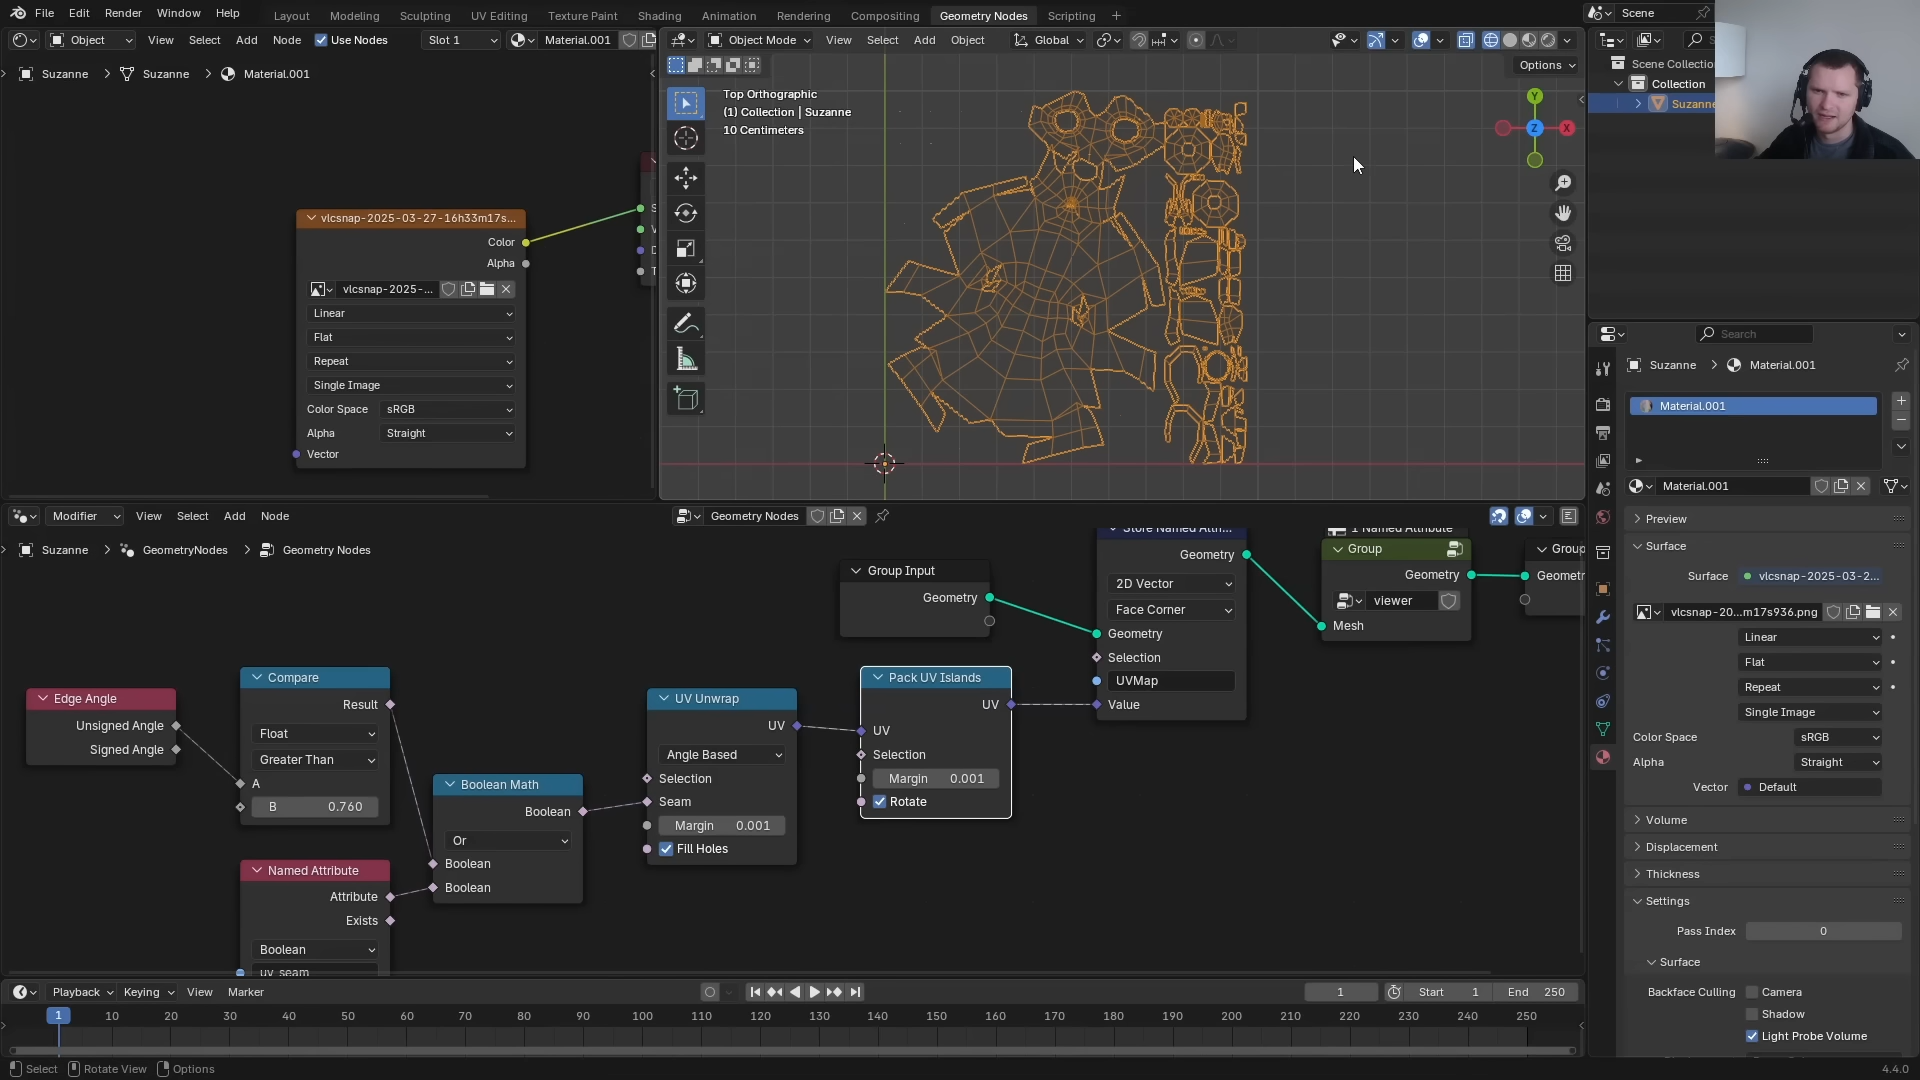 File Edit Render Window Help Layout Modeling Sculpting UV Editing Texture Paint Shading Animation Rendering Compositing Geometry Nodes Scripting + Scene
Object View Select Add Node Use Nodes Slot 1 Material.001
Object Mode View Select Add Object Global
Options
Suzanne Suzanne Material.001
Scene Collectio
Collection
Suzanne
Top Orthographic
(1) Collection | Suzanne
10 Centimeters
Y
Z
X
vlcsnap-2025-03-27-16h33m17s...
Color
Alpha
vlcsnap-2025-...
Linear
Flat
Repeat
Single Image
Color Space sRGB
Alpha Straight
Vector
Search
Suzanne Material.001
Material.001
Material.001
Preview
Surface
Surface vlcsnap-2025-03-2...
vlcsnap-20...m17s936.png
Linear
Flat
Repeat
Single Image
Color Space sRGB
Alpha Straight
Vector Default
Volume
Displacement
Thickness
Settings
Pass Index 0
Surface
Backface Culling Camera
Shadow
Light Probe Volume
Modifier View Select Add Node Geometry Nodes
Suzanne GeometryNodes Geometry Nodes
Edge Angle
Unsigned Angle
Signed Angle
Compare
Result
Float
Greater Than
A
B 0.760
Named Attribute
Attribute
Exists
Boolean
uv_seam
Boolean Math
Boolean
Or
Boolean
Boolean
UV Unwrap
UV
Angle Based
Selection
Seam
Margin 0.001
Fill Holes
Group Input
Geometry
Pack UV Islands
UV
UV
Selection
Margin 0.001
Rotate
Store Named Attri...
Geometry
2D Vector
Face Corner
Geometry
Selection
UVMap
Value
1 Named Attribute
Group
Geometry
viewer
Mesh
Group
Geometr
Playback Keying View Marker 1 Start 1 End 250
1 10 20 30 40 50 60 70 80 90 100 110 120 130 140 150 160 170 180 190 200 210 220 230 240 250
Select Rotate View Options 4.4.0